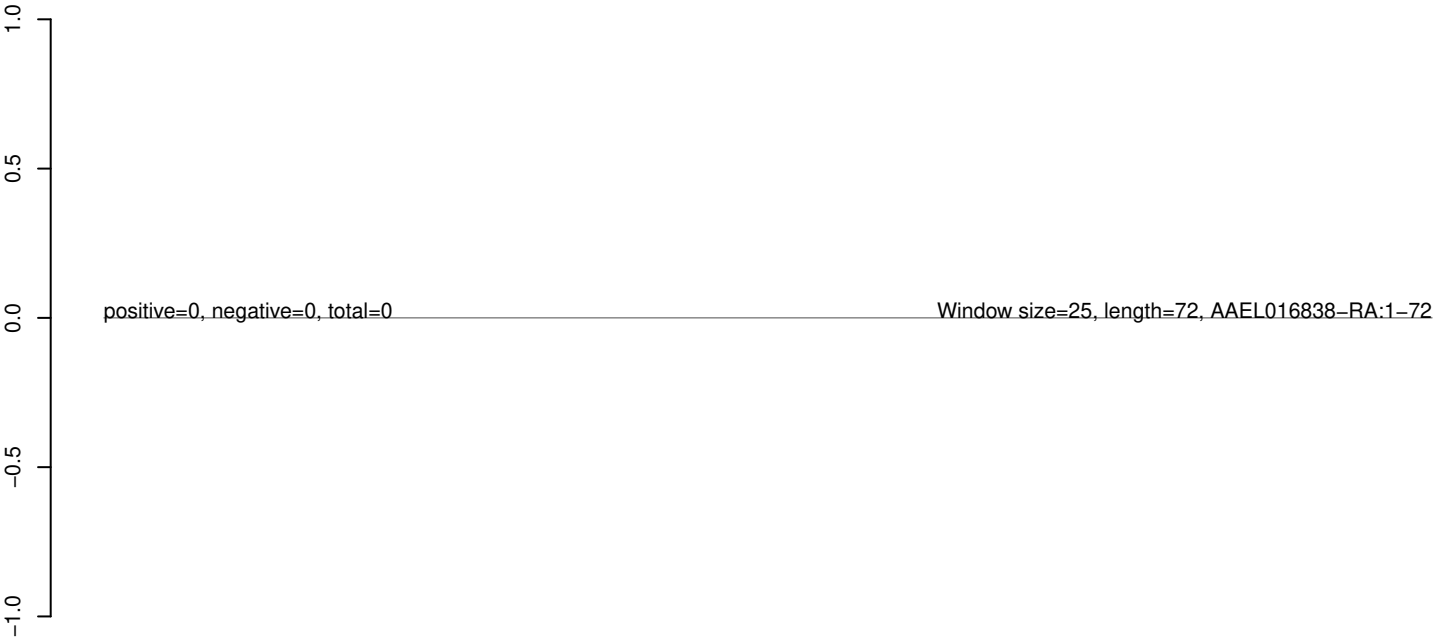 1.0
0.5
0.0
−0.5
−1.0
positive=0, negative=0, total=0
Window size=25, length=72, AAEL016838−RA:1−72